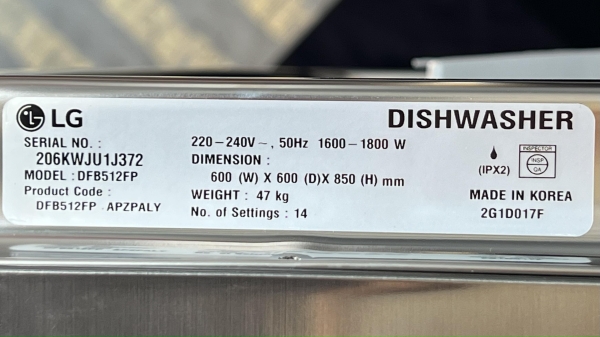 LG
DISHWASHER
SERIAL NO. :
206KWJU1J372
MODEL : DFB512FP
Product Code :
DFB512FP APZPALY
220-240V~, 50Hz 1600-1800 W
DIMENSION :
600 (W) X 600 (D)X 850 (H) mm
WEIGHT : 47 kg
No. of Settings : 14
(IPX2)
INSPECTOR
INSP
QA
MADE IN KOREA
2G1D017F